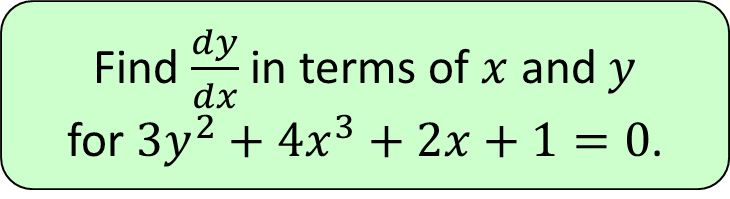 Find dy/dx in terms of x and y
for 3y² + 4x³ + 2x + 1 = 0.